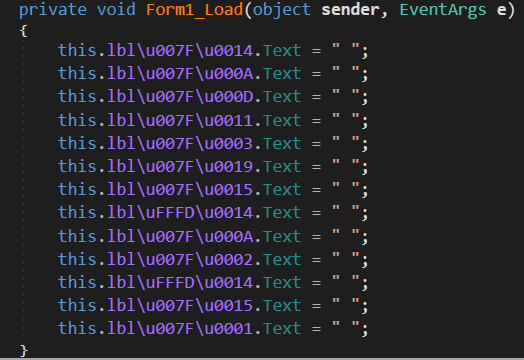 private void Form1_Load(object sender, EventArgs e)
{
this.lbl\u007F\u0014.Text = " ";
this.lbl\u007F\u000A.Text = " ";
this.lbl\u007F\u000D.Text = " ";
this.lbl\u007F\u0011.Text = " ";
this.lbl\u007F\u0003.Text = " ";
this.lbl\u007F\u0019.Text = " ";
this.lbl\u007F\u0015.Text = " ";
this.lbl\uFFFD\u0014.Text = " ";
this.lbl\u007F\u000A.Text = " ";
this.lbl\u007F\u0002.Text = " ";
this.lbl\uFFFD\u0014.Text = " ";
this.lbl\u007F\u0015.Text = " ";
this.lbl\u007F\u0001.Text = " ";
}